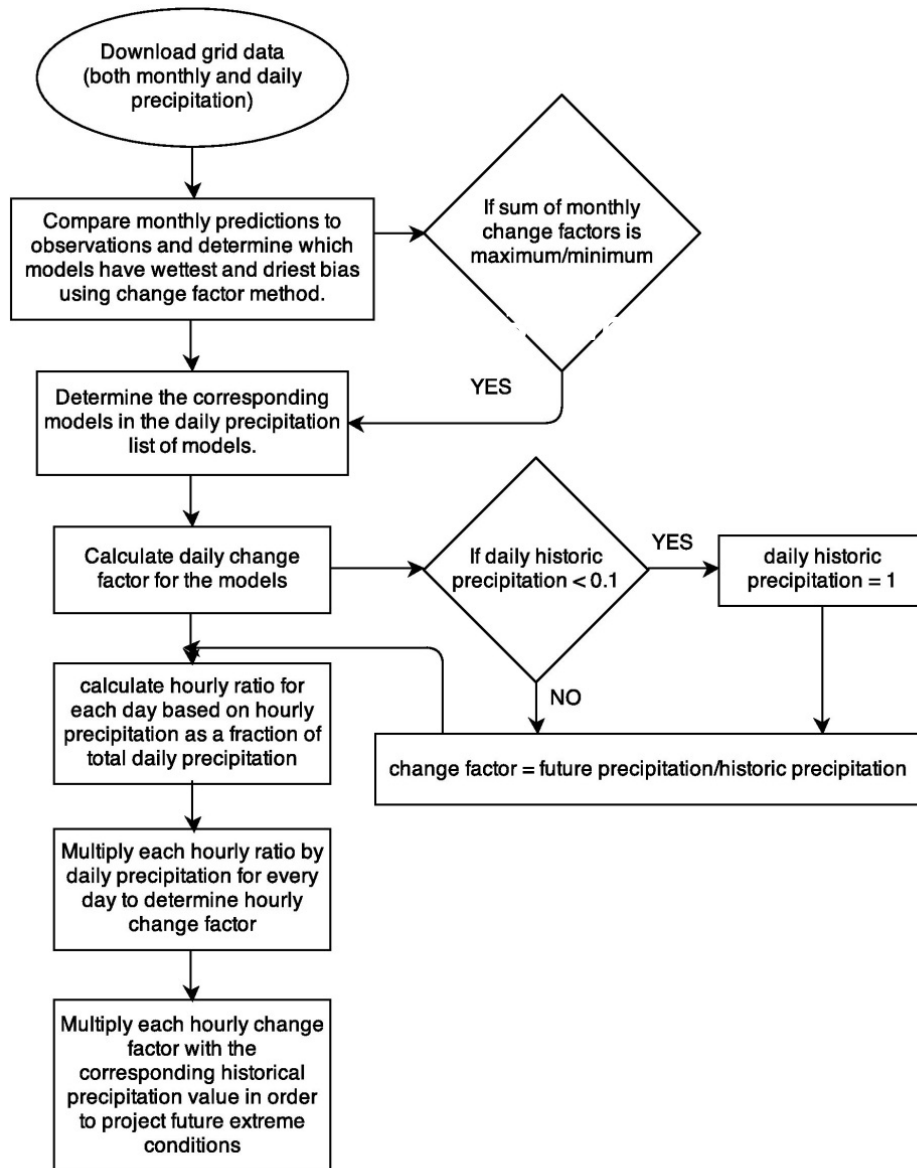 Download grid data
(both monthly and daily
precipitation)
Compare monthly predictions to
observations and determine which
models have wettest and driest bias
using change factor method.
If sum of monthly
change factors is
maximum/minimum
YES
Determine the corresponding
models in the daily precipitation
list of models.
Calculate daily change
factor for the models
If daily historic
precipitation < 0.1
YES
daily historic
precipitation = 1
NO
change factor = future precipitation/historic precipitation
calculate hourly ratio for
each day based on hourly
precipitation as a fraction of
total daily precipitation
Multiply each hourly ratio by
daily precipitation for every
day to determine hourly
change factor
Multiply each hourly change
factor with the
corresponding historical
precipitation value in order
to project future extreme
conditions